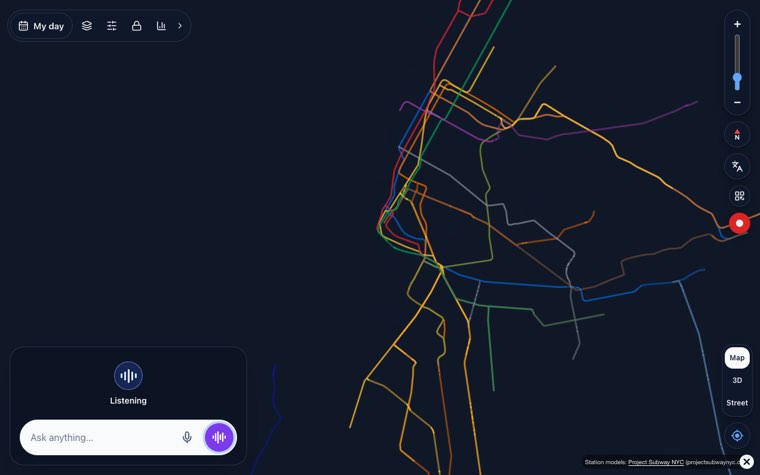 My day
N
Map
3D
Street
Listening
Ask anything...
Station models: Project Subway NYC (projectsubwaynyc.c